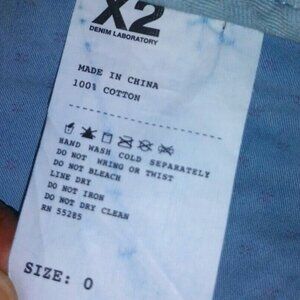 X2
DENIM LABORATORY
MADE IN CHINA
100% COTTON
HAND WASH COLD SEPARATELY
DO NOT WRING OR TWIST
DO NOT BLEACH
LINE DRY
DO NOT IRON
DO NOT DRY CLEAN
RN 55285
SIZE: 0